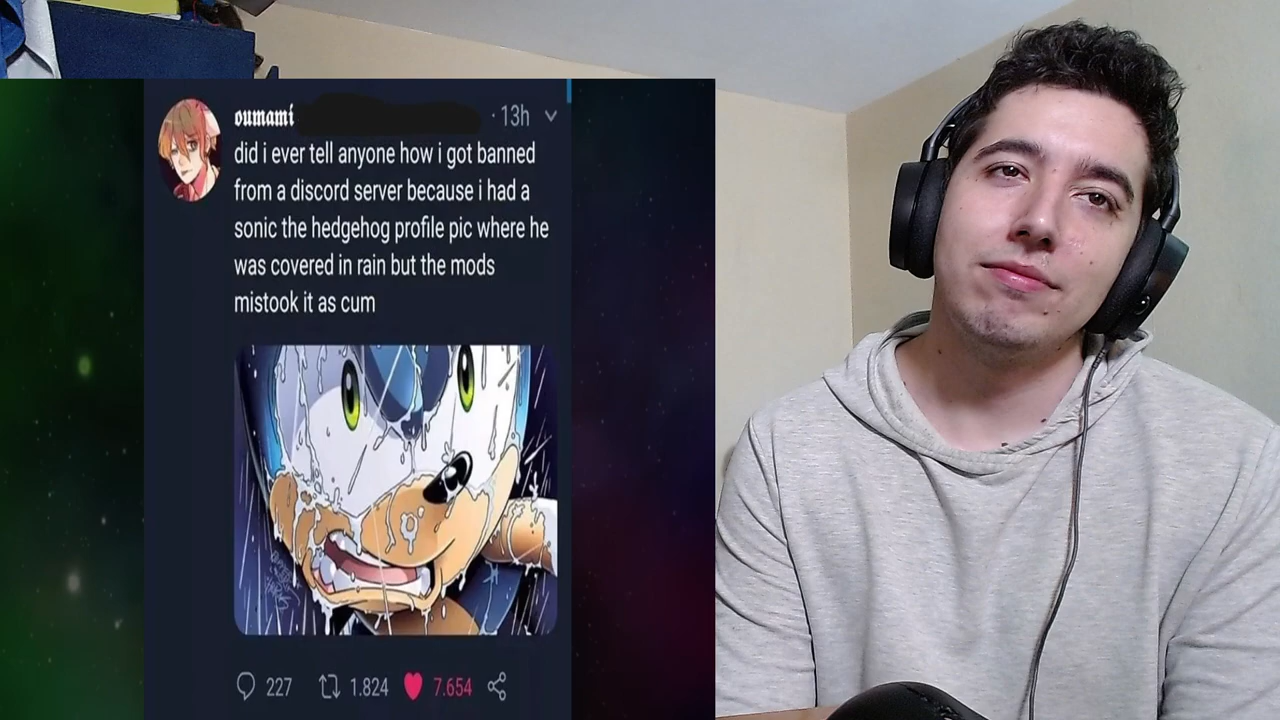 oumami · 13h
did i ever tell anyone how i got banned
from a discord server because i had a
sonic the hedgehog profile pic where he
was covered in rain but the mods
mistook it as cum
227 1.824 7.654